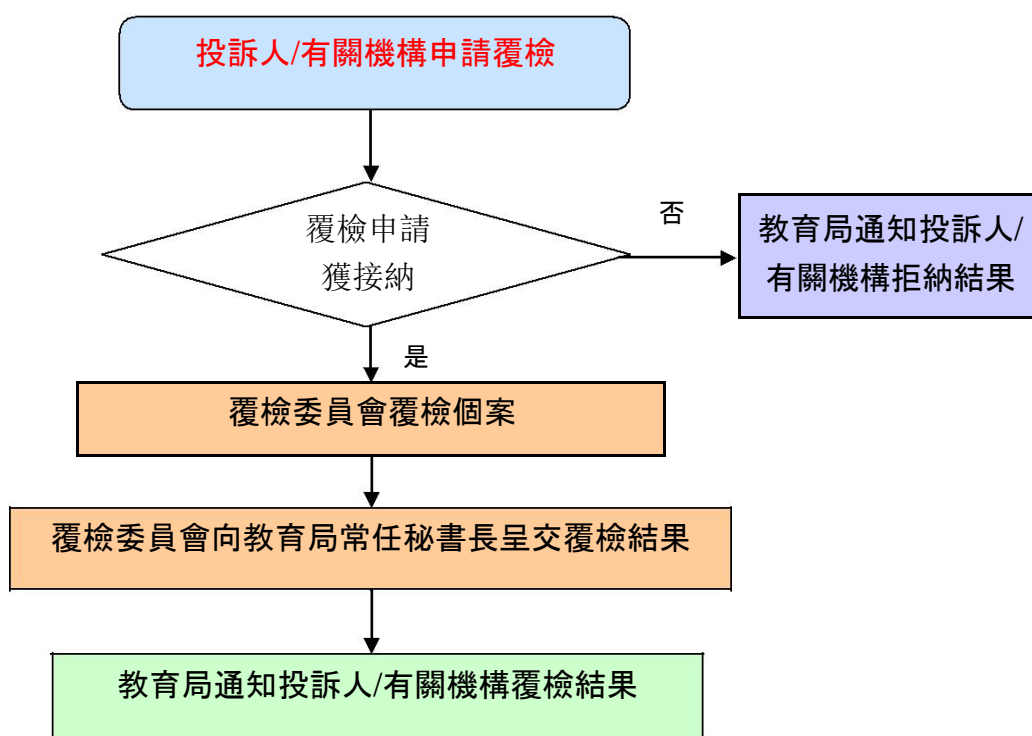 投訴人/有關機構申請覆檢
覆檢申請
獲接納
否
教育局通知投訴人/
有關機構拒納結果
是
覆檢委員會覆檢個案
覆檢委員會向教育局常任秘書長呈交覆檢結果
教育局通知投訴人/有關機構覆檢結果